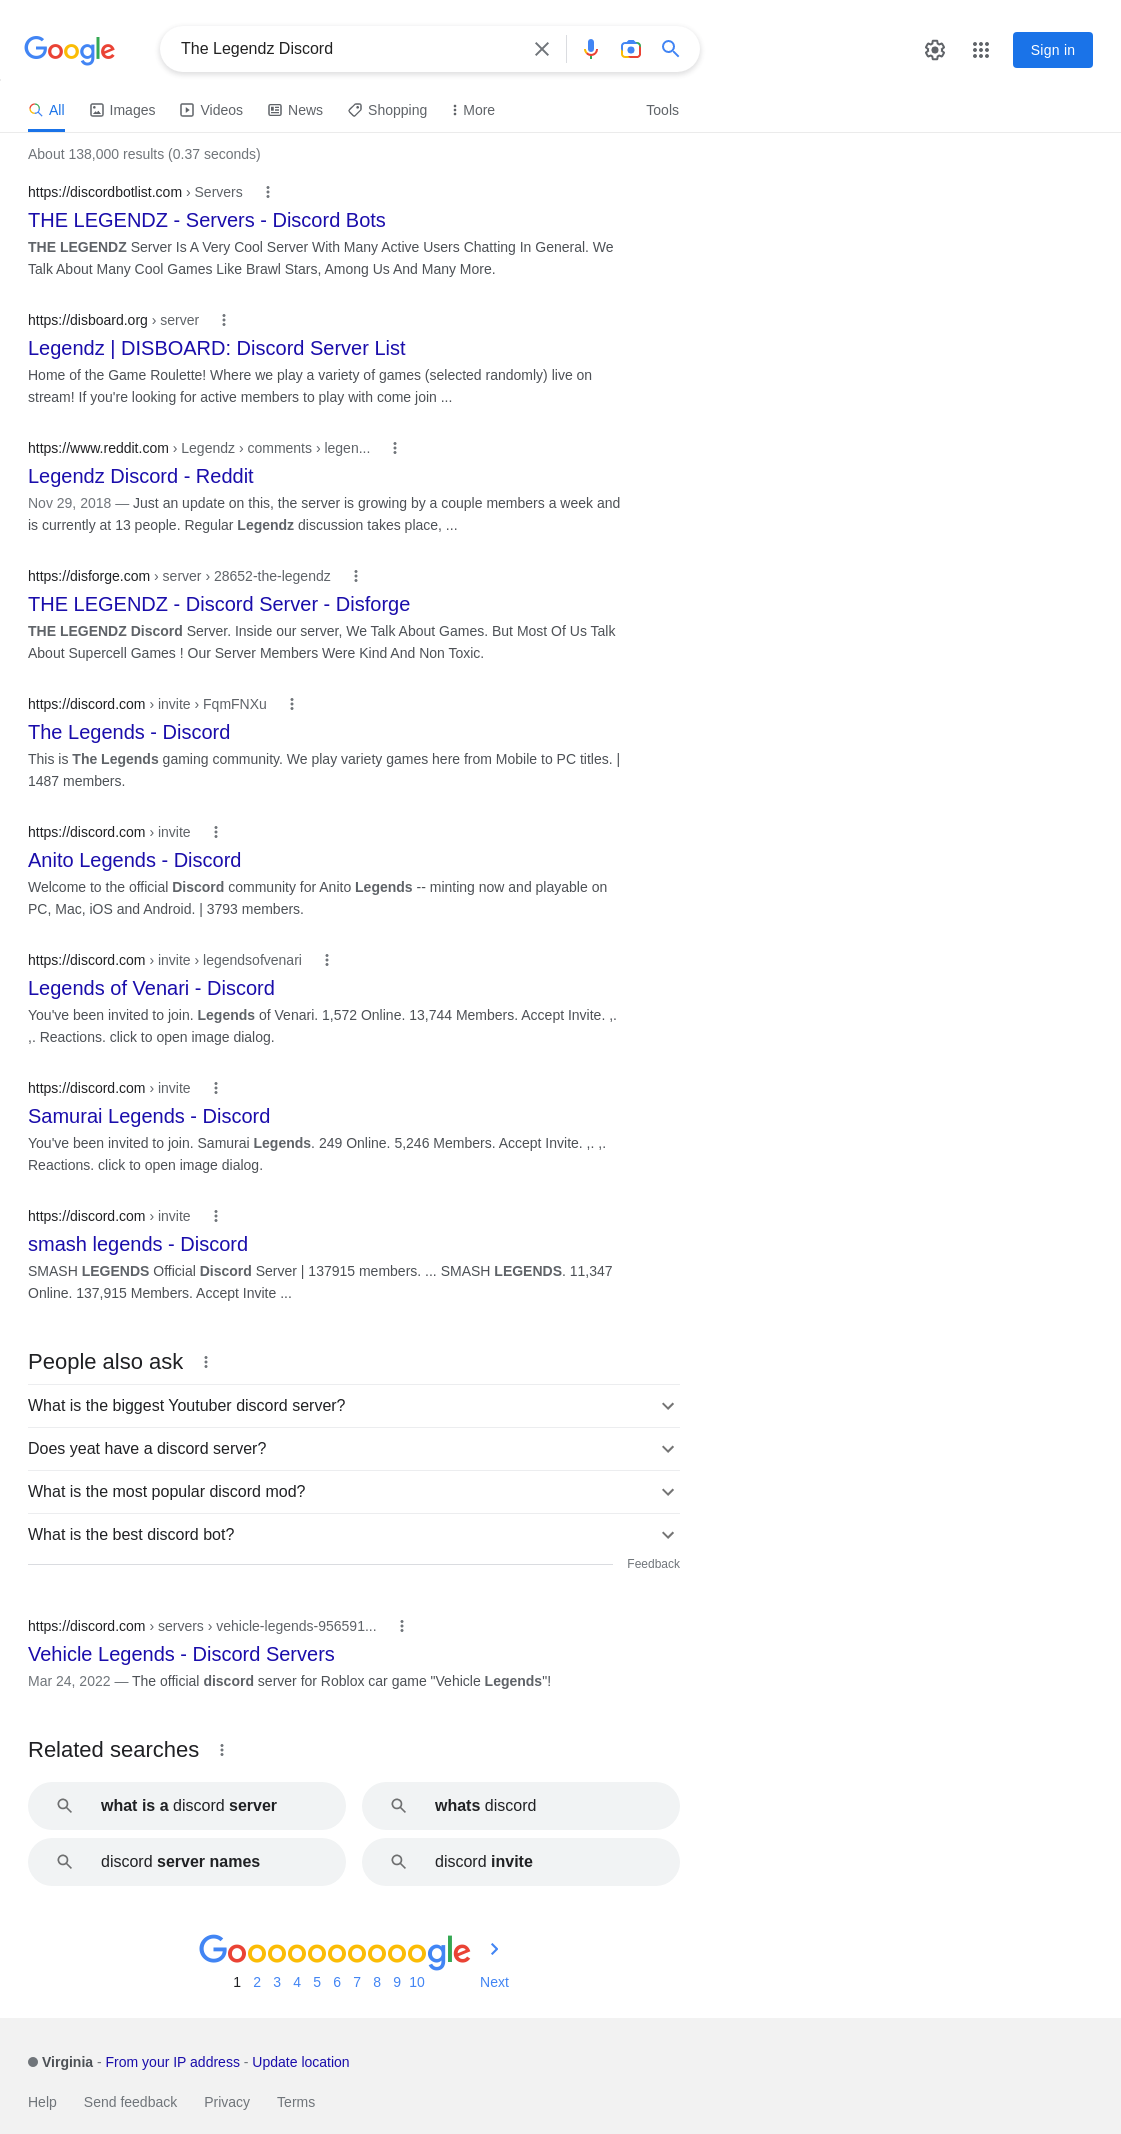 Google
The Legendz Discord
Sign in
All
Images
Videos
News
Shopping
More
Tools
About 138,000 results (0.37 seconds)
https://discordbotlist.com › Servers
THE LEGENDZ - Servers - Discord Bots
THE LEGENDZ Server Is A Very Cool Server With Many Active Users Chatting In General. We
Talk About Many Cool Games Like Brawl Stars, Among Us And Many More.
https://disboard.org › server
Legendz | DISBOARD: Discord Server List
Home of the Game Roulette! Where we play a variety of games (selected randomly) live on
stream! If you're looking for active members to play with come join ...
https://www.reddit.com › Legendz › comments › legen...
Legendz Discord - Reddit
Nov 29, 2018 — Just an update on this, the server is growing by a couple members a week and
is currently at 13 people. Regular Legendz discussion takes place, ...
https://disforge.com › server › 28652-the-legendz
THE LEGENDZ - Discord Server - Disforge
THE LEGENDZ Discord Server. Inside our server, We Talk About Games. But Most Of Us Talk
About Supercell Games ! Our Server Members Were Kind And Non Toxic.
https://discord.com › invite › FqmFNXu
The Legends - Discord
This is The Legends gaming community. We play variety games here from Mobile to PC titles. |
1487 members.
https://discord.com › invite
Anito Legends - Discord
Welcome to the official Discord community for Anito Legends -- minting now and playable on
PC, Mac, iOS and Android. | 3793 members.
https://discord.com › invite › legendsofvenari
Legends of Venari - Discord
You've been invited to join. Legends of Venari. 1,572 Online. 13,744 Members. Accept Invite. ,.
,. Reactions. click to open image dialog.
https://discord.com › invite
Samurai Legends - Discord
You've been invited to join. Samurai Legends. 249 Online. 5,246 Members. Accept Invite. ,. ,.
Reactions. click to open image dialog.
https://discord.com › invite
smash legends - Discord
SMASH LEGENDS Official Discord Server | 137915 members. ... SMASH LEGENDS. 11,347
Online. 137,915 Members. Accept Invite ...
People also ask
What is the biggest Youtuber discord server?
Does yeat have a discord server?
What is the most popular discord mod?
What is the best discord bot?
Feedback
https://discord.com › servers › vehicle-legends-956591...
Vehicle Legends - Discord Servers
Mar 24, 2022 — The official discord server for Roblox car game "Vehicle Legends"!
Related searches
what is a discord server
whats discord
discord server names
discord invite
Goooooooooogle
1 2 3 4 5 6 7 8 9 10 Next
Virginia - From your IP address - Update location
Help Send feedback Privacy Terms